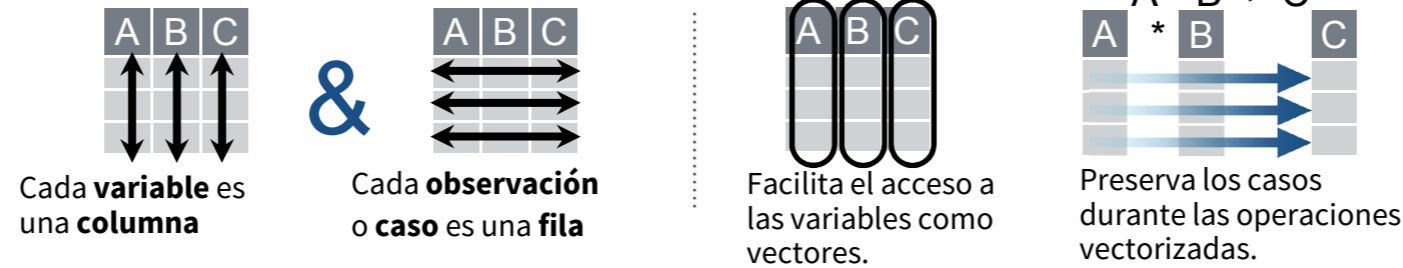 A B C
Cada variable es
una columna
&
A B C
Cada observación
o caso es una fila
A B C
Facilita el acceso a
las variables como
vectores.
A * B C
Preserva los casos
durante las operaciones
vectorizadas.